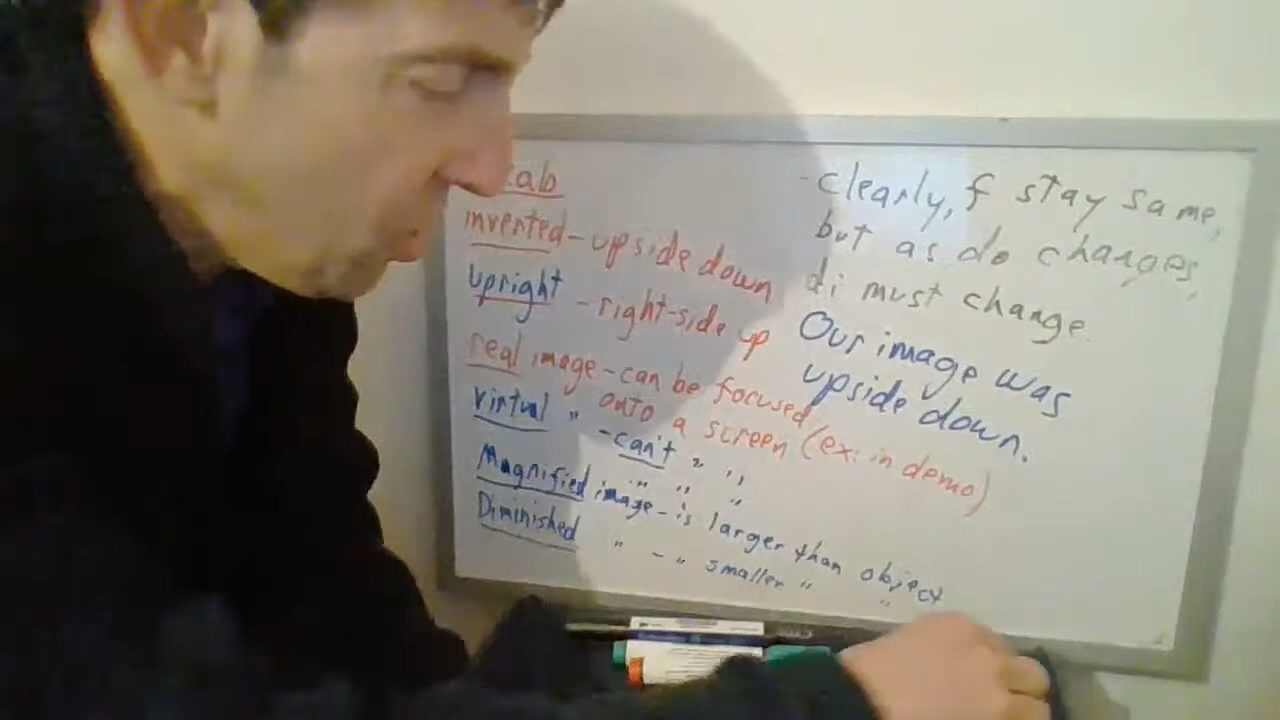 Vocab
inverted - upside down
upright - right-side up
real image - can be focused
onto a screen (ex: in demo)
virtual " - can't " "
" " "
Magnified image - is larger than object
Diminished " - " smaller " "
- clearly, f stay same,
but as do changes,
di must change.
Our image was
upside down.